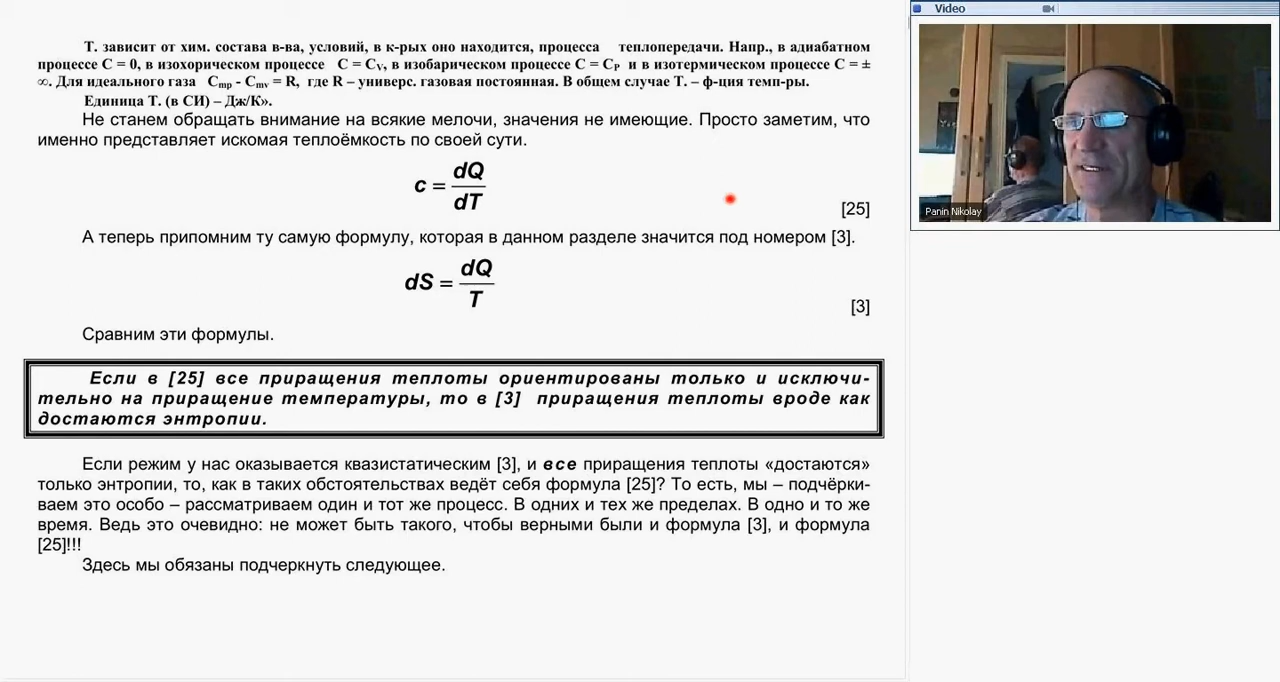 Т. зависит от хим. состава в-ва, условий, в к-рых оно находится, процесса теплопередачи. Напр., в адиабатном
процессе С = 0, в изохорическом процессе С = СV, в изобарическом процессе С = СР и в изотермическом процессе С = ±
∞. Для идеального газа Сmp - Cmv = R, где R – универс. газовая постоянная. В общем случае Т. – ф-ция темп-ры.
Единица Т. (в СИ) – Дж/К».
Не станем обращать внимание на всякие мелочи, значения не имеющие. Просто заметим, что
именно представляет искомая теплоёмкость по своей сути.
c = dQ/dT
[25]
А теперь припомним ту самую формулу, которая в данном разделе значится под номером [3].
dS = dQ/T
[3]
Сравним эти формулы.
Если в [25] все приращения теплоты ориентированы только и исключи-
тельно на приращение температуры, то в [3] приращения теплоты вроде как
достаются энтропии.
Если режим у нас оказывается квазистатическим [3], и все приращения теплоты «достаются»
только энтропии, то, как в таких обстоятельствах ведёт себя формула [25]? То есть, мы – подчёрки-
ваем это особо – рассматриваем один и тот же процесс. В одних и тех же пределах. В одно и то же
время. Ведь это очевидно: не может быть такого, чтобы верными были и формула [3], и формула
[25]!!!
Здесь мы обязаны подчеркнуть следующее.
Video
Panin Nikolay